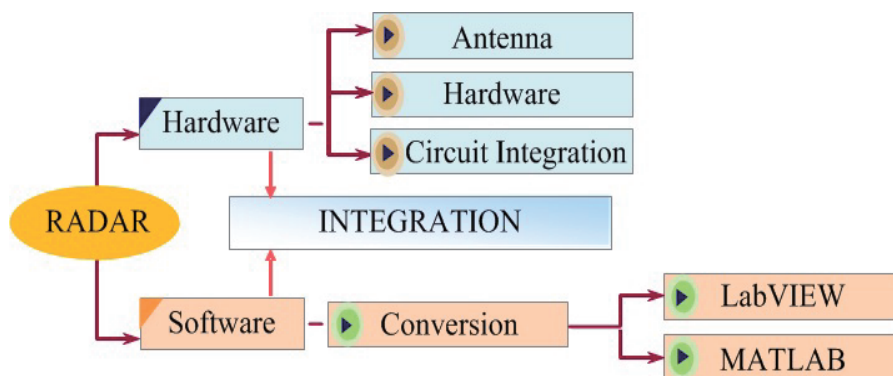 Antenna
Hardware
Hardware
Circuit Integration
RADAR
INTEGRATION
LabVIEW
Software
Conversion
MATLAB